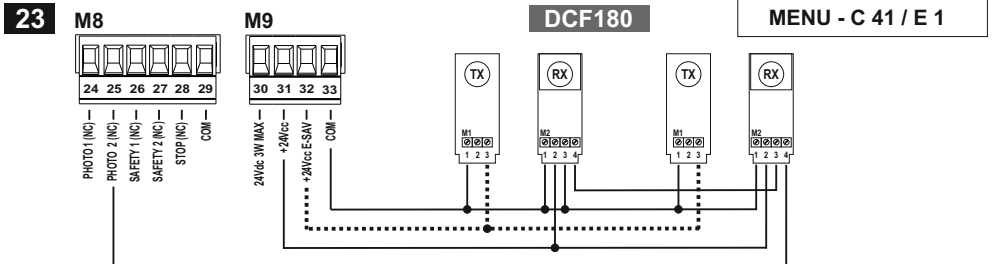 23 M8 M9 DCF180 MENU - C 41 / E 1
24 25 26 27 28 29
30 31 32 33
PHOTO1 (NC)
PHOTO 2 (NC)
SAFETY 1 (NC)
SAFETY 2 (NC)
STOP (NC)
COM
24Vdc 3W MAX
+24Vcc
+24Vcc E-SAV
COM
TX
M1
1 2 3
RX
M2
1 2 3 4
TX
M1
1 2 3
RX
M2
1 2 3 4